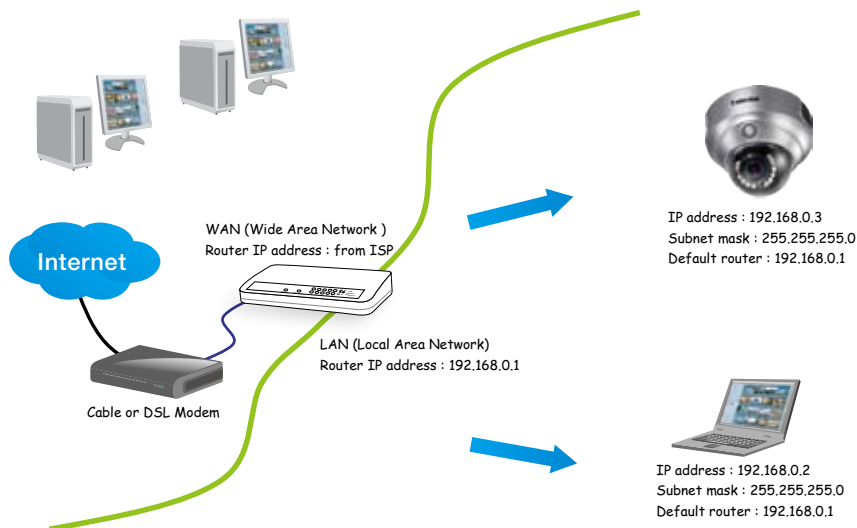 WAN (Wide Area Network )
Router IP address : from ISP
Internet
LAN (Local Area Network)
Router IP address : 192.168.0.1
Cable or DSL Modem
IP address : 192.168.0.3
Subnet mask : 255.255.255.0
Default router : 192.168.0.1
IP address : 192.168.0.2
Subnet mask : 255.255.255.0
Default router : 192.168.0.1